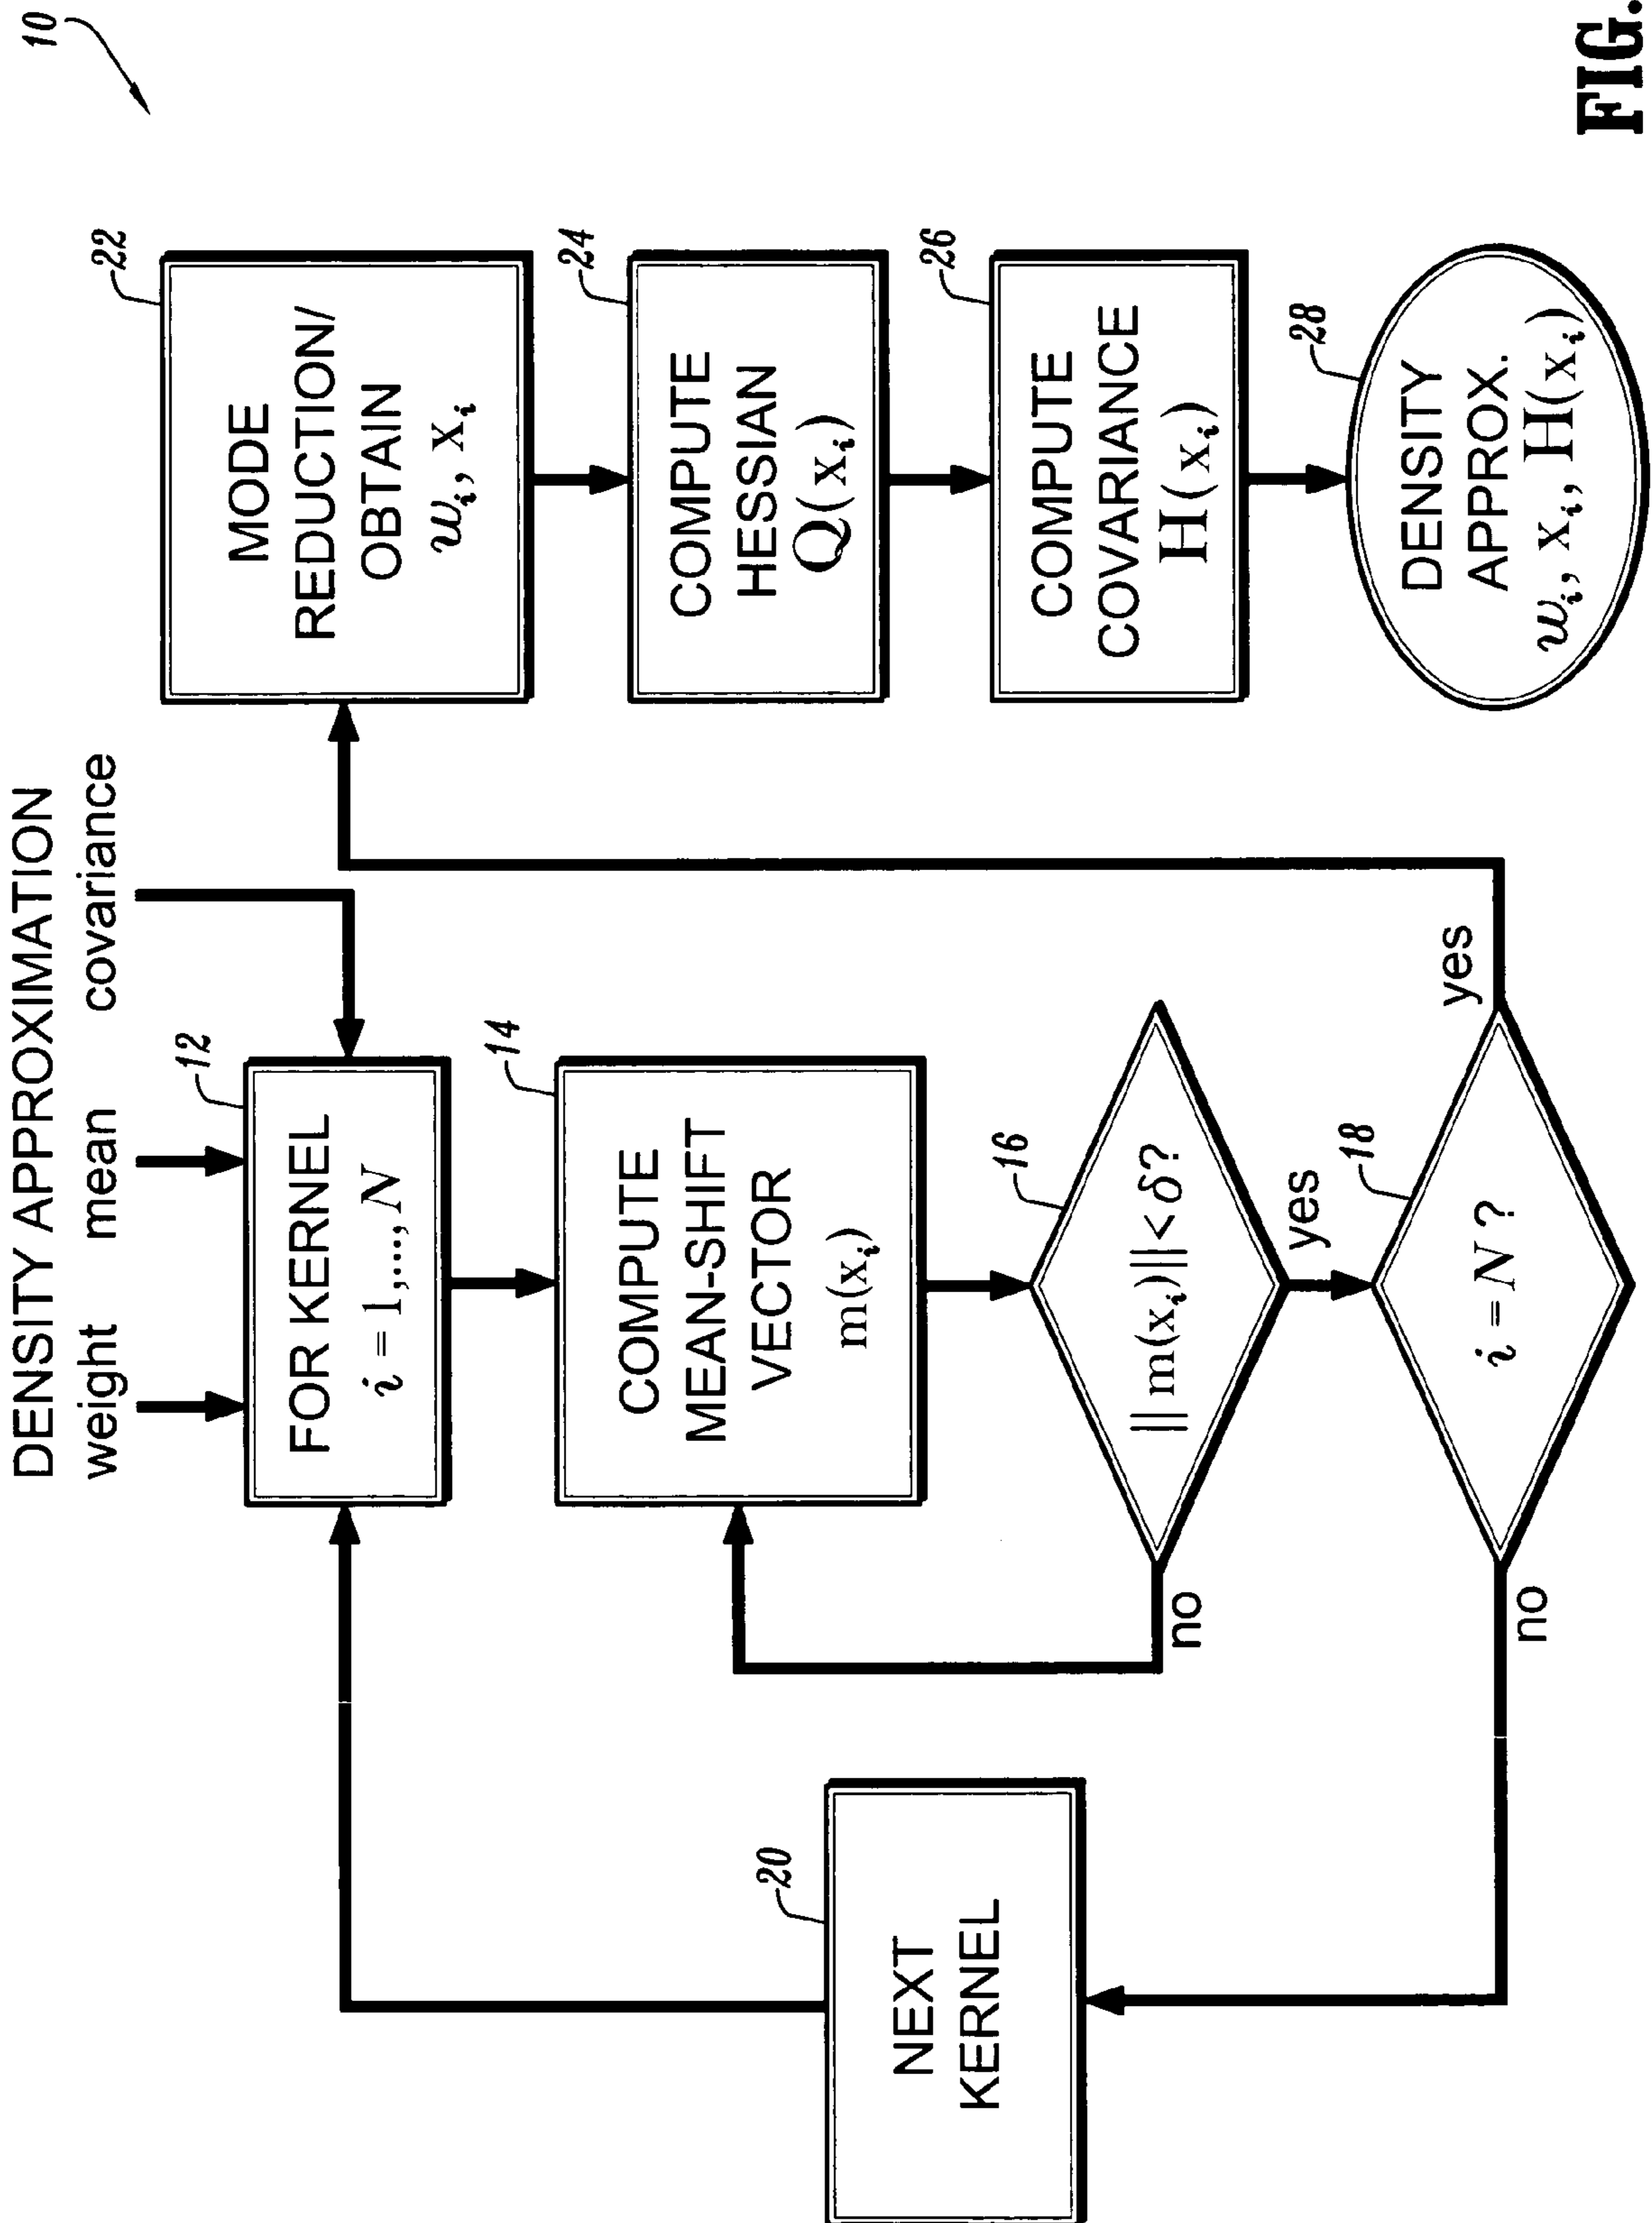 10
DENSITY APPROXIMATION
weight mean covariance
12
FOR KERNEL
i = 1,...,N
14
COMPUTE
MEAN-SHIFT
VECTOR
m(xᵢ)
16
|| m(xᵢ)|| < δ?
no
yes
18
i = N ?
no
yes
20
NEXT
KERNEL
22
MODE
REDUCTION/
OBTAIN
wᵢ, xᵢ
24
COMPUTE
HESSIAN
Q(xᵢ)
26
COMPUTE
COVARIANCE
H(xᵢ)
28
DENSITY
APPROX.
wᵢ, xᵢ, H(xᵢ)
FIG.